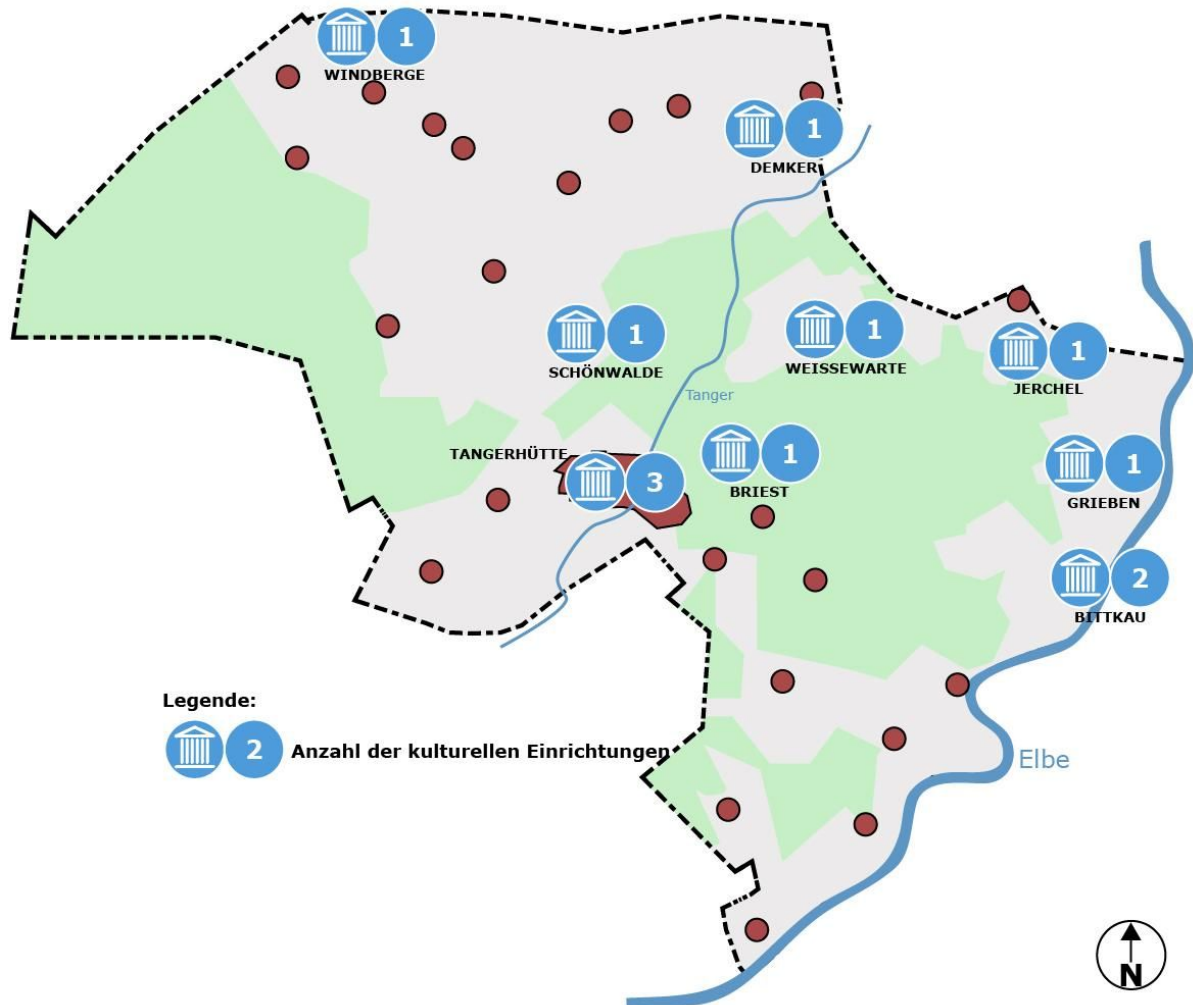 1
WINDBERGE
1
DEMKER
1
SCHÖNWALDE
1
WEISSEWARTE
1
JERCHEL
Tanger
TANGERHÜTTE
3
1
BRIEST
1
GRIEBEN
2
BITTKAU
Legende:
2 Anzahl der kulturellen Einrichtungen
Elbe
N